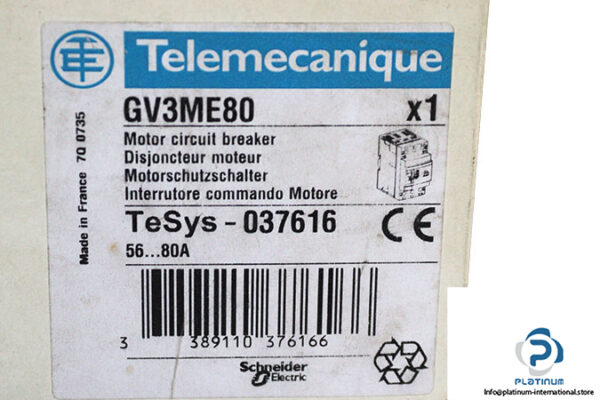 Telemecanique
GV3ME80 x1
Motor circuit breaker
Disjoncteur moteur
Motorschutzschalter
Interrutore commando Motore
TeSys - 037616
56...80A
CE
Made in France 7Q 0735
3 389110 376166
Schneider
Electric
PLATINUM
Info@platinum-international.store